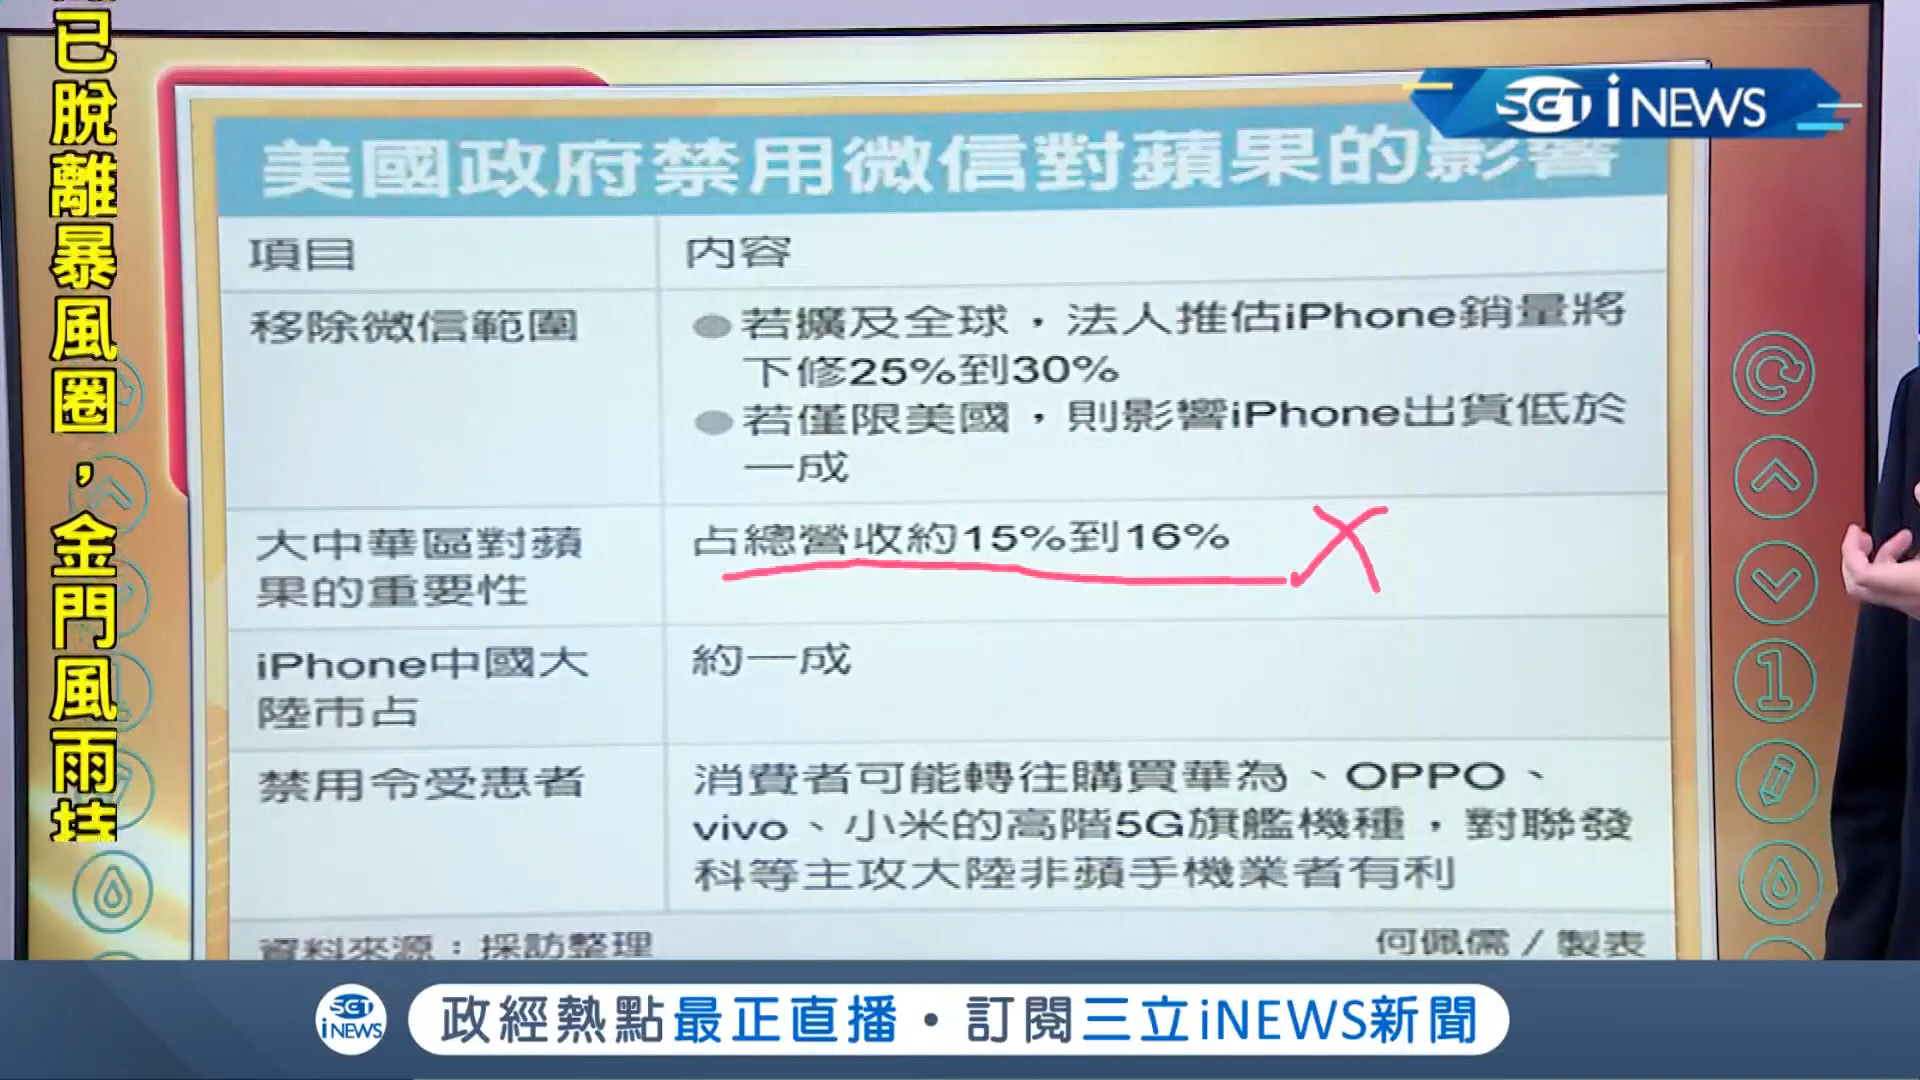 已脫離暴風圈，金門風雨持
SET iNEWS
美國政府禁用微信對蘋果的影響
項目
內容
移除微信範圍
●若擴及全球，法人推估iPhone銷量將
下修25%到30%
●若僅限美國，則影響iPhone出貨低於
一成
大中華區對蘋
果的重要性
占總營收約15%到16%
iPhone中國大
陸市占
約一成
禁用令受惠者
消費者可能轉往購買華為、OPPO、
vivo、小米的高階5G旗艦機種，對聯發
科等主攻大陸非蘋手機業者有利
資料來源：採訪整理
何佩儒／製表
SET
iNEWS
政經熱點最正直播・訂閱三立iNEWS新聞